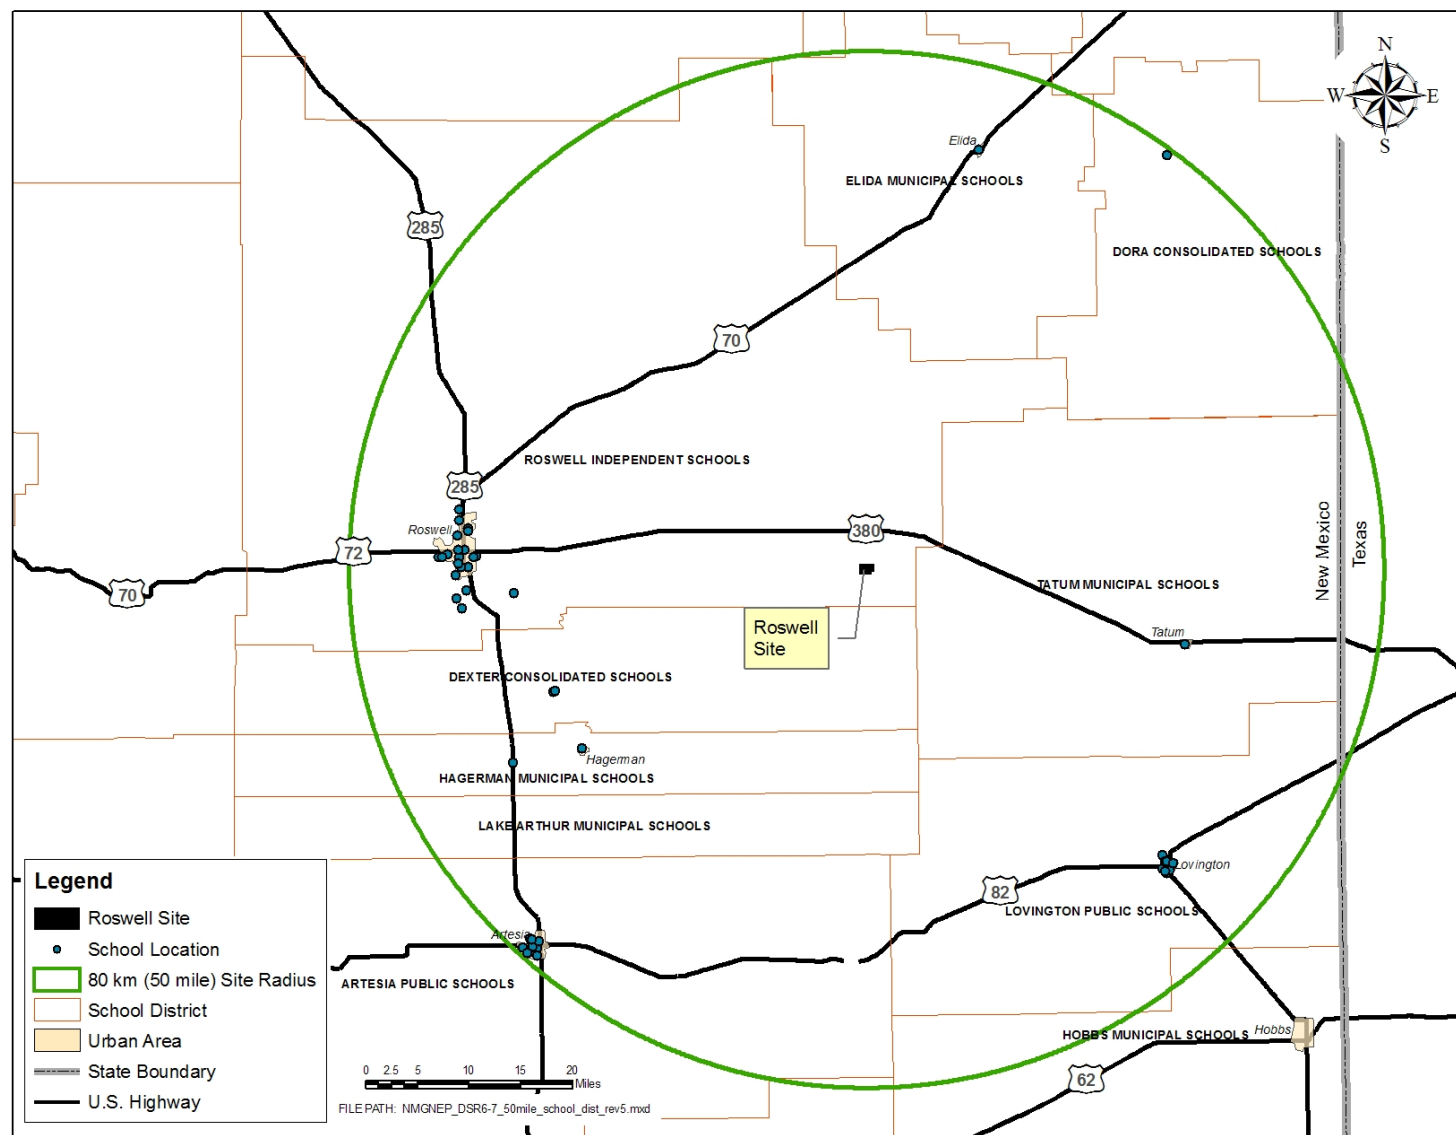 N
W
E
S
Elida
ELIDA MUNICIPAL SCHOOLS
285
DORA CONSOLIDATED SCHOOLS
70
ROSWELL INDEPENDENT SCHOOLS
285
Roswell
380
72
New Mexico
Texas
70
TATUM MUNICIPAL SCHOOLS
Roswell
Site
Tatum
DEXTER CONSOLIDATED SCHOOLS
Hagerman
HAGERMAN MUNICIPAL SCHOOLS
LAKE ARTHUR MUNICIPAL SCHOOLS
Lovington
82
LOVINGTON PUBLIC SCHOOLS
Artesia
ARTESIA PUBLIC SCHOOLS
Hobbs
HOBBS MUNICIPAL SCHOOLS
62
Legend
Roswell Site
School Location
80 km (50 mile) Site Radius
School District
Urban Area
State Boundary
U.S. Highway
0 2.5 5 10 15 20
Miles
FILE PATH: NMGNEP_DSR6-7_50mile_school_dist_rev5.mxd